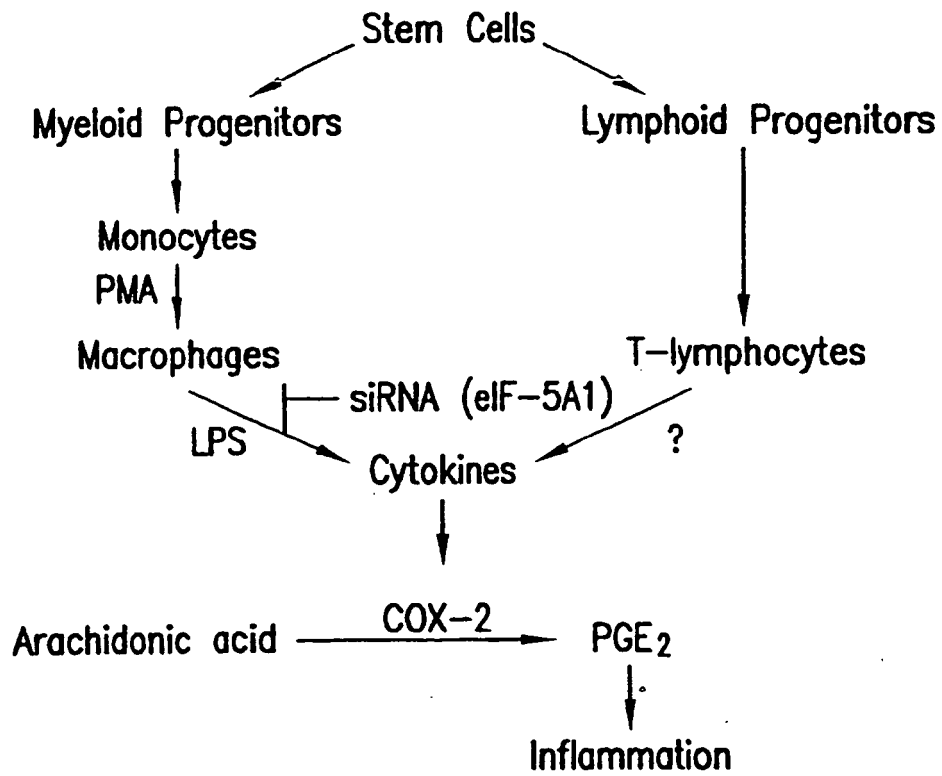 Stem Cells
Myeloid Progenitors
Lymphoid Progenitors
Monocytes
PMA
Macrophages
T-lymphocytes
siRNA (eIF-5A1)
LPS
?
Cytokines
COX-2
Arachidonic acid
PGE2
Inflammation